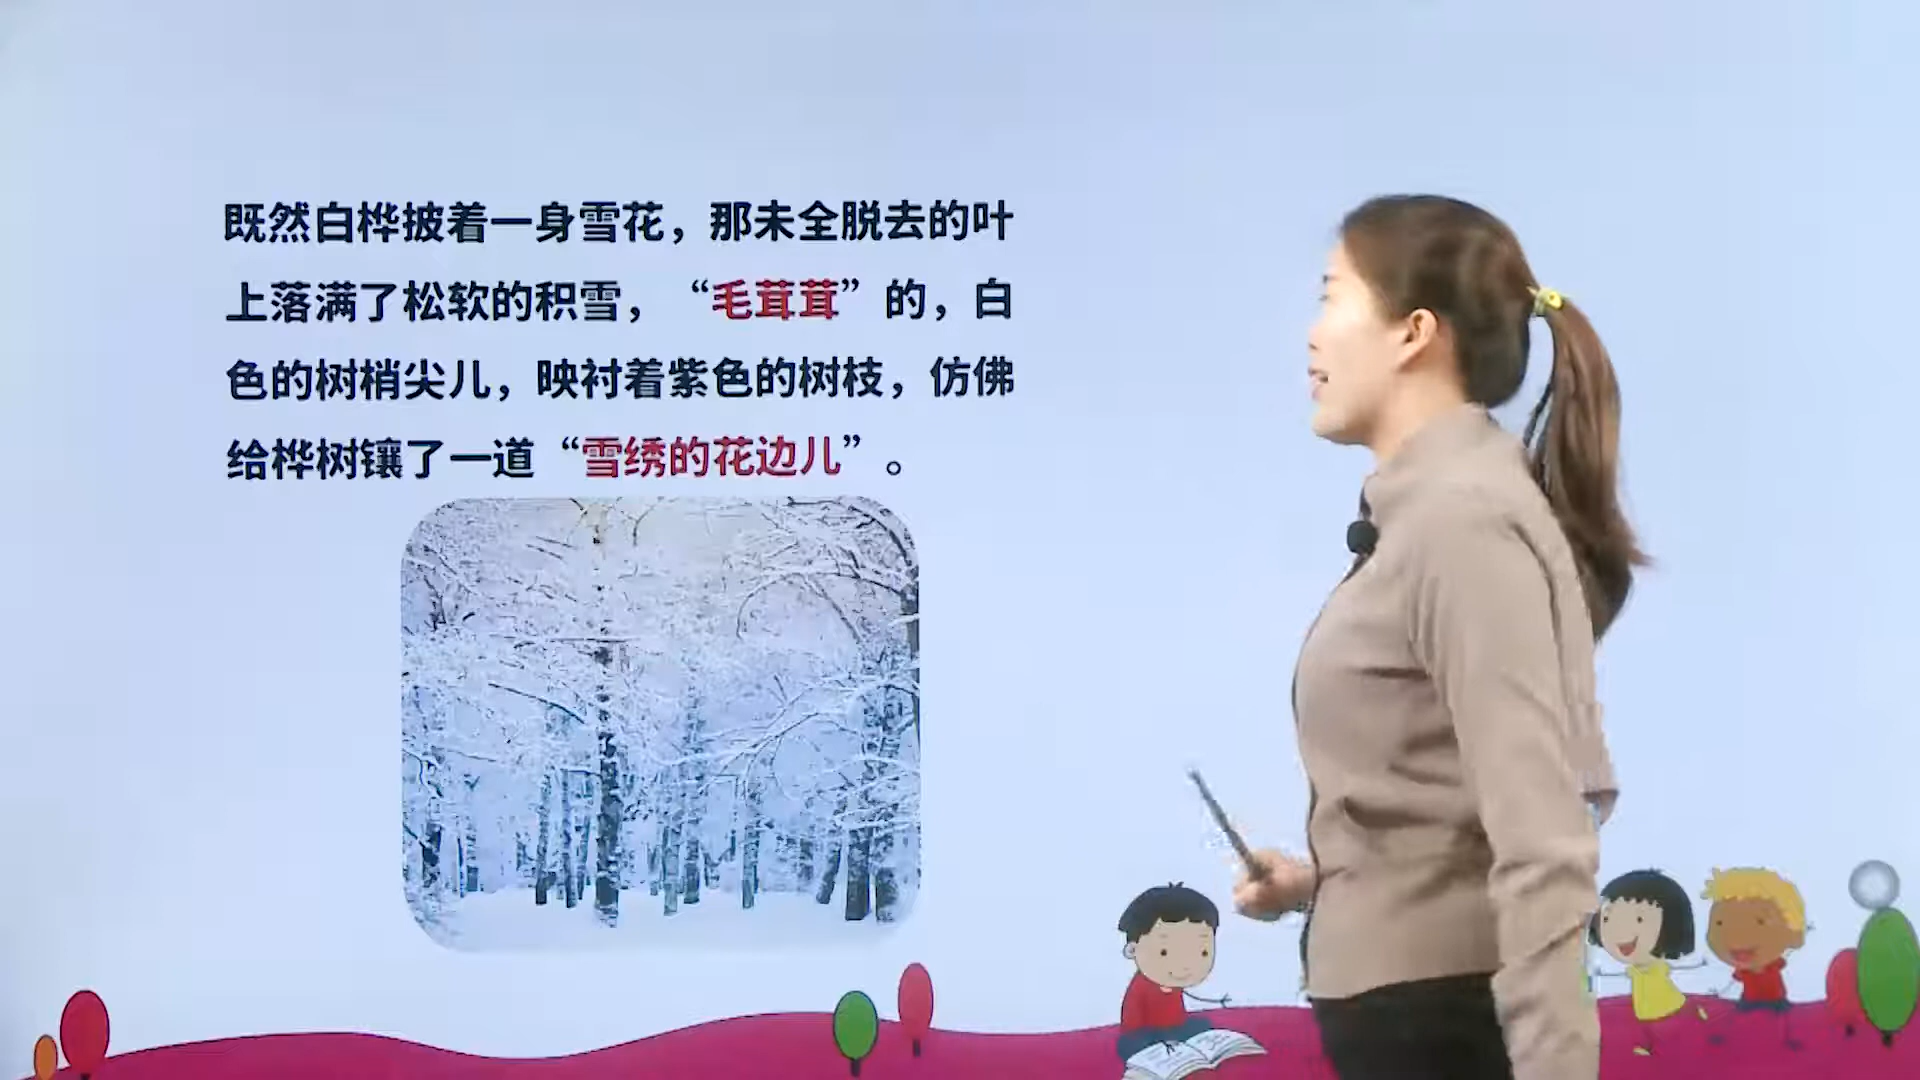 既然白桦披着一身雪花，那未全脱去的叶
上落满了松软的积雪，“毛茸茸”的，白
色的树梢尖儿，映衬着紫色的树枝，仿佛
给桦树镶了一道“雪绣的花边儿”。